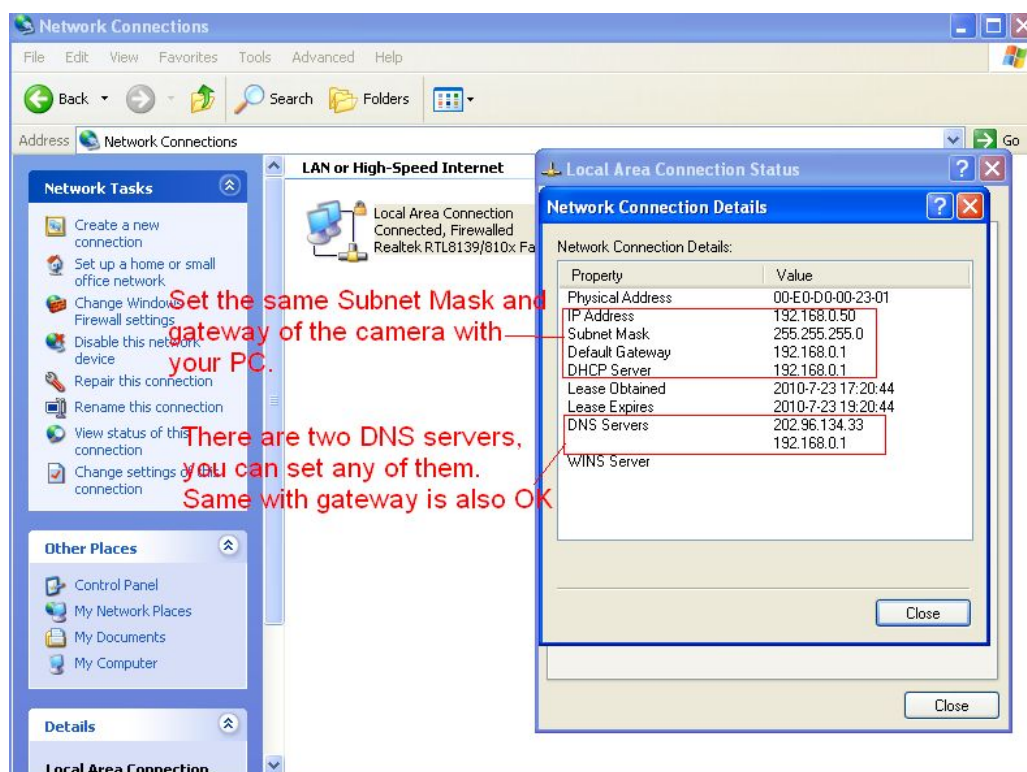 Network Connections
File Edit View Favorites Tools Advanced Help
Back Search Folders
Address Network Connections Go
Network Tasks
Create a new
connection
Set up a home or small
office network
Change Windows
Firewall settings
Disable this network
device
Repair this connection
Rename this connection
View status of this
connection
Change settings of this
connection
Other Places
Control Panel
My Network Places
My Documents
My Computer
Details
Local Area Connection
LAN or High-Speed Internet
Local Area Connection
Connected, Firewalled
Realtek RTL8139/810x Fa
Set the same Subnet Mask and
gateway of the camera with
your PC.
There are two DNS servers,
you can set any of them.
Same with gateway is also OK
Local Area Connection Status
Network Connection Details
Network Connection Details:
Property Value
Physical Address 00-E0-D0-00-23-01
IP Address 192.168.0.50
Subnet Mask 255.255.255.0
Default Gateway 192.168.0.1
DHCP Server 192.168.0.1
Lease Obtained 2010-7-23 17:20:44
Lease Expires 2010-7-23 19:20:44
DNS Servers 202.96.134.33
192.168.0.1
WINS Server
Close
Close